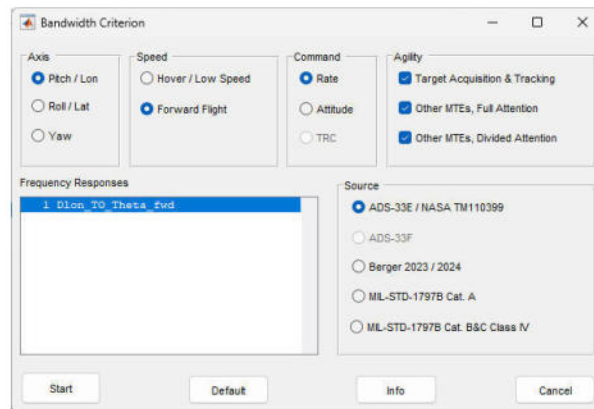 Bandwidth Criterion
Axis
Pitch / Lon
Roll / Lat
Yaw
Speed
Hover / Low Speed
Forward Flight
Command
Rate
Attitude
TRC
Agility
Target Acquisition & Tracking
Other MTEs, Full Attention
Other MTEs, Divided Attention
Frequency Responses
1 Dlon_TO_Theta_fwd
Source
ADS-33E / NASA TM110399
ADS-33F
Berger 2023 / 2024
MIL-STD-1797B Cat. A
MIL-STD-1797B Cat. B&C Class IV
Start
Default
Info
Cancel